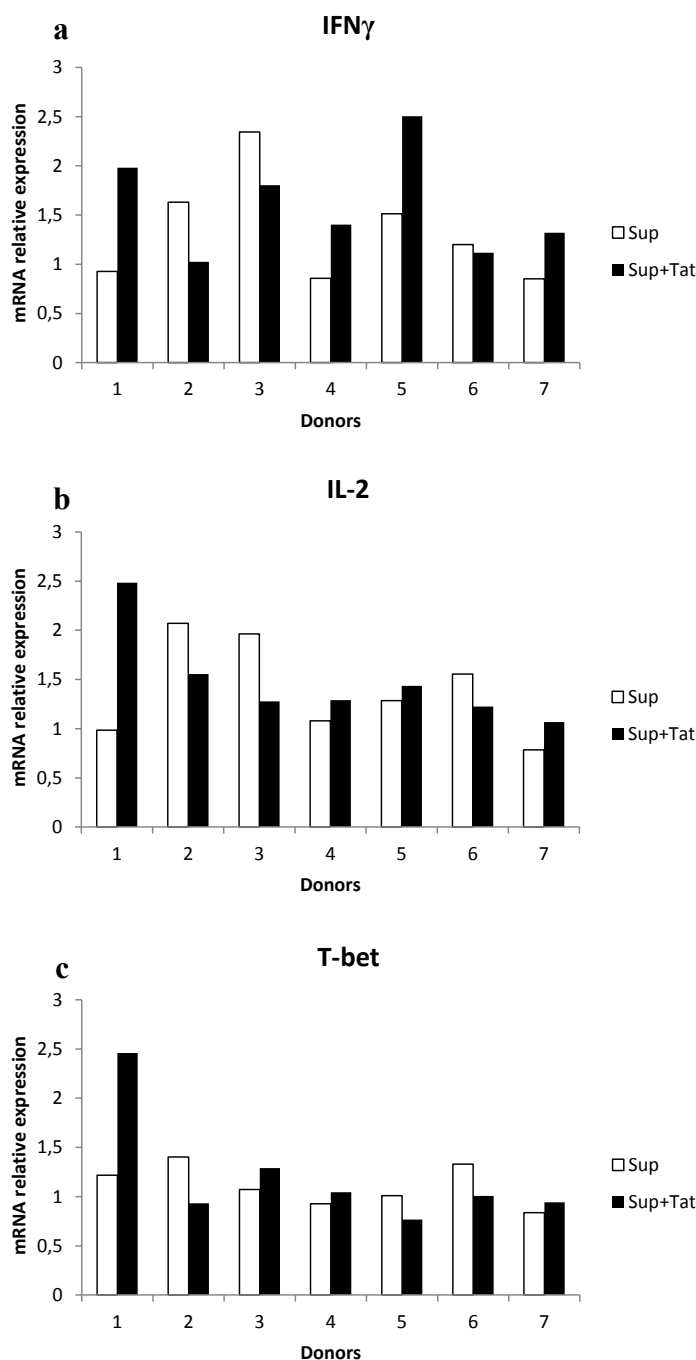 a
IFNγ
3
2,5
2
1,5
1
0,5
0
mRNA relative expression
1 2 3 4 5 6 7
Donors
Sup
Sup+Tat
b
IL-2
3
2,5
2
1,5
1
0,5
0
mRNA relative expression
1 2 3 4 5 6 7
Donors
Sup
Sup+Tat
c
T-bet
3
2,5
2
1,5
1
0,5
0
mRNA relative expression
1 2 3 4 5 6 7
Donors
Sup
Sup+Tat